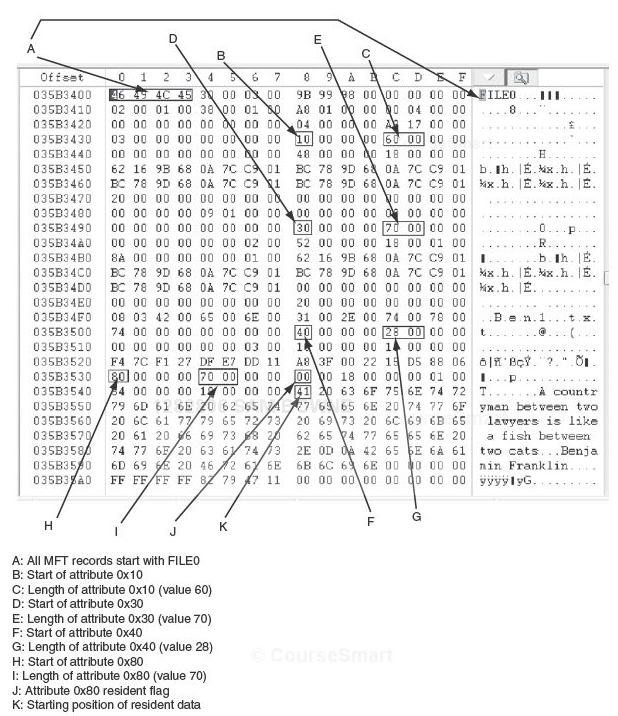 A
D
B
E
C
Offset 0 1 2 3 4 5 6 7 8 9 A B C D E F
035B3400 46 49 4C 45 30 00 03 00 9B 99 98 00 00 00 00 00 FILE0
035B3410 02 00 01 00 38 00 01 00 A8 01 00 00 00 04 00 00 ....8...
035B3420 00 00 00 00 00 00 00 00 04 00 00 00 17 00 00
035B3430 03 00 00 00 00 00 00 00 10 00 00 00 60 00 00 00
035B3440 00 00 00 00 00 00 00 00 48 00 00 00 18 00 00 00 H
035B3450 62 16 9B 68 0A 7C C9 01 BC 78 9D 68 0A 7C C9 01 b.▮h.|É.¼x.h.|É.
035B3460 BC 78 9D 68 0A 7C C9 01 BC 78 9D 68 0A 7C C9 01 ¼x.h.|É.¼x.h.|É.
035B3470 20 00 00 00 00 00 00 00 00 00 00 00 00 00 00 00
035B3480 00 00 00 00 09 01 00 00 00 00 00 00 00 00 00
035B3490 00 00 00 00 00 00 00 00 30 00 00 00 70 00 00 00 0...p...
035B34A0 00 00 00 00 00 00 02 00 52 00 00 00 18 00 01 00 R
035B34B0 8A 00 00 00 00 00 01 00 62 16 9B 68 0A 7C C9 01 b.▮h.|É.
035B34C0 BC 78 9D 68 0A 7C C9 01 BC 78 9D 68 0A 7C C9 01 ¼x.h.|É.¼x.h.|É.
035B34D0 BC 78 9D 68 0A 7C C9 01 00 00 00 00 00 00 00 00 ¼x.h.|É.
035B34E0 00 00 00 00 00 00 00 00 20 00 00 00 00 00 00 00
035B34F0 08 03 42 00 65 00 6E 00 31 00 2E 00 74 00 78 00 ..B.e.n.1...t.x.
035B3500 74 00 00 00 00 00 00 00 40 00 00 00 28 00 00 00 t.......@...(...
035B3510 00 00 00 00 00 00 03 00 00 00 00 00 00 00
035B3520 F4 7C F1 27 DF E7 DD 11 A8 3F 00 22 D5 88 06
035B3530 80 00 00 00 70 00 00 00 00 00 18 00 00 00 01 00 ▮...p...
035B3540 54 00 00 00 18 00 00 00 41 20 63 6F 75 6E 74 72 T.......A countr
035B3550 79 6D 61 6E 20 62 65 74 77 65 65 6E 20 74 77 6F yman between two
035B3560 20 6C 61 77 79 65 72 73 20 69 73 20 6C 69 6B 65 lawyers is like
035B3570 20 61 20 66 69 73 68 20 62 65 74 77 65 65 6E 20 a fish between
035B3580 74 77 6F 20 63 61 74 73 2E 0D 0A 42 65 6E 6A 61 two cats...Benja
035B3590 6D 69 6E 20 46 72 61 6E 6B 6C 69 6E 00 00 00 00 min Franklin....
035B35A0 FF FF FF FF 82 79 47 11 00 00 00 00 00 00 00 00 ÿÿÿÿ‚yG.........
H
I
J
K
F
G
A: All MFT records start with FILE0
B: Start of attribute 0x10
C: Length of attribute 0x10 (value 60)
D: Start of attribute 0x30
E: Length of attribute 0x30 (value 70)
F: Start of attribute 0x40
G: Length of attribute 0x40 (value 28)
H: Start of attribute 0x80
I: Length of attribute 0x80 (value 70)
J: Attribute 0x80 resident flag
K: Starting position of resident data
© CourseSmart